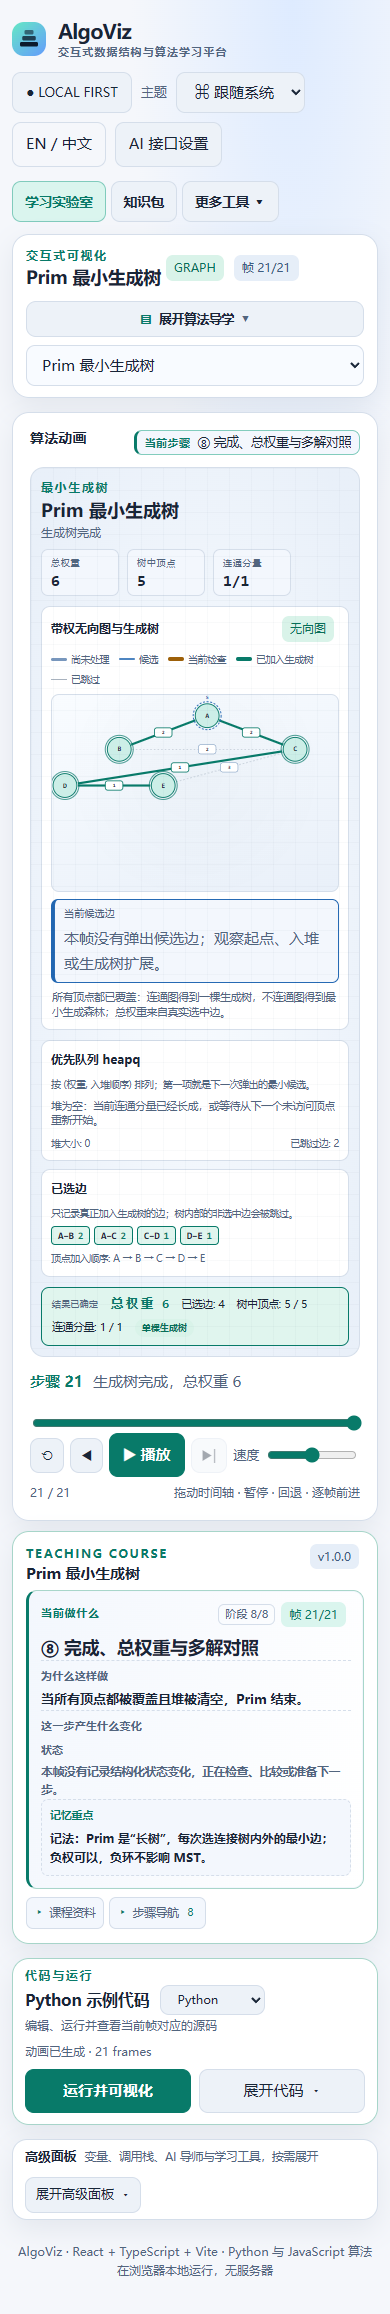 AlgoViz
交互式数据结构与算法学习平台
● LOCAL FIRST 主题 ⌘ 跟随系统
EN / 中文 AI 接口设置
学习实验室 知识包 更多工具 ▾
交互式可视化
Prim 最小生成树 GRAPH 帧 21/21
▤ 展开算法导学 ▼
Prim 最小生成树
算法动画 当前步骤 ⑧ 完成、总权重与多解对照
最小生成树
Prim 最小生成树
生成树完成
总权重 树中顶点 连通分量
6 5 1/1
带权无向图与生成树 无向图
尚未处理 候选 当前检查 已加入生成树
已跳过
S
A
2 2
B 2 C
1
D 1 E
当前候选边
本帧没有弹出候选边；观察起点、入堆
或生成树扩展。
所有顶点都已覆盖：连通图得到一棵生成树，不连通图得到最
小生成森林；总权重来自真实选中边。
优先队列 heapq
按 (权重, 入堆顺序) 排列；第一项就是下一次弹出的最小候选。
堆为空：当前连通分量已经长成，或等待从下一个未访问顶点
重新开始。
堆大小: 0 已跳过边: 2
已选边
只记录真正加入生成树的边；树内部的非选中边会被跳过。
A–B 2 A–C 2 C–D 1 D–E 1
顶点加入顺序: A → B → C → D → E
结果已确定 总权重 6 已选边: 4 树中顶点: 5 / 5
连通分量: 1 / 1 单棵生成树
步骤 21 生成树完成，总权重 6
⟲ ◀ ▶ 播放 ▶| 速度
21 / 21 拖动时间轴 · 暂停 · 回退 · 逐帧前进
TEACHING COURSE v1.0.0
Prim 最小生成树
当前做什么 阶段 8/8 帧 21/21
⑧ 完成、总权重与多解对照
为什么这样做
当所有顶点都被覆盖且堆被清空，Prim 结束。
这一步产生什么变化
状态
本帧没有记录结构化状态变化，正在检查、比较或准备下一
步。
记忆重点
记法：Prim 是“长树”，每次选连接树内外的最小边；
负权可以，负环不影响 MST。
▸ 课程资料 ▸ 步骤导航 8
代码与运行
Python 示例代码 Python
编辑、运行并查看当前帧对应的源码
动画已生成 · 21 frames
运行并可视化 展开代码
高级面板 变量、调用栈、AI 导师与学习工具，按需展开
展开高级面板
AlgoViz · React + TypeScript + Vite · Python 与 JavaScript 算法
在浏览器本地运行，无服务器